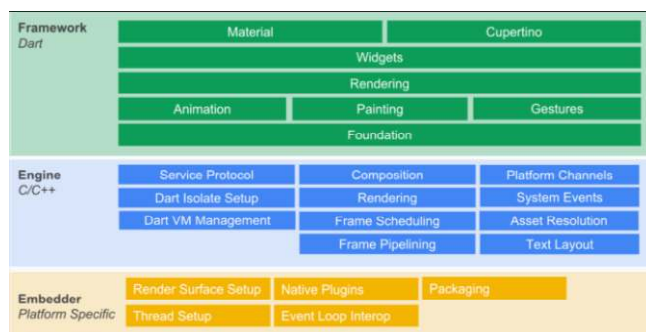 Framework
Dart
Material
Cupertino
Widgets
Rendering
Animation
Painting
Gestures
Foundation
Engine
C/C++
Service Protocol
Composition
Platform Channels
Dart Isolate Setup
Rendering
System Events
Dart VM Management
Frame Scheduling
Asset Resolution
Frame Pipelining
Text Layout
Embedder
Platform Specific
Render Surface Setup
Native Plugins
Packaging
Thread Setup
Event Loop Interop